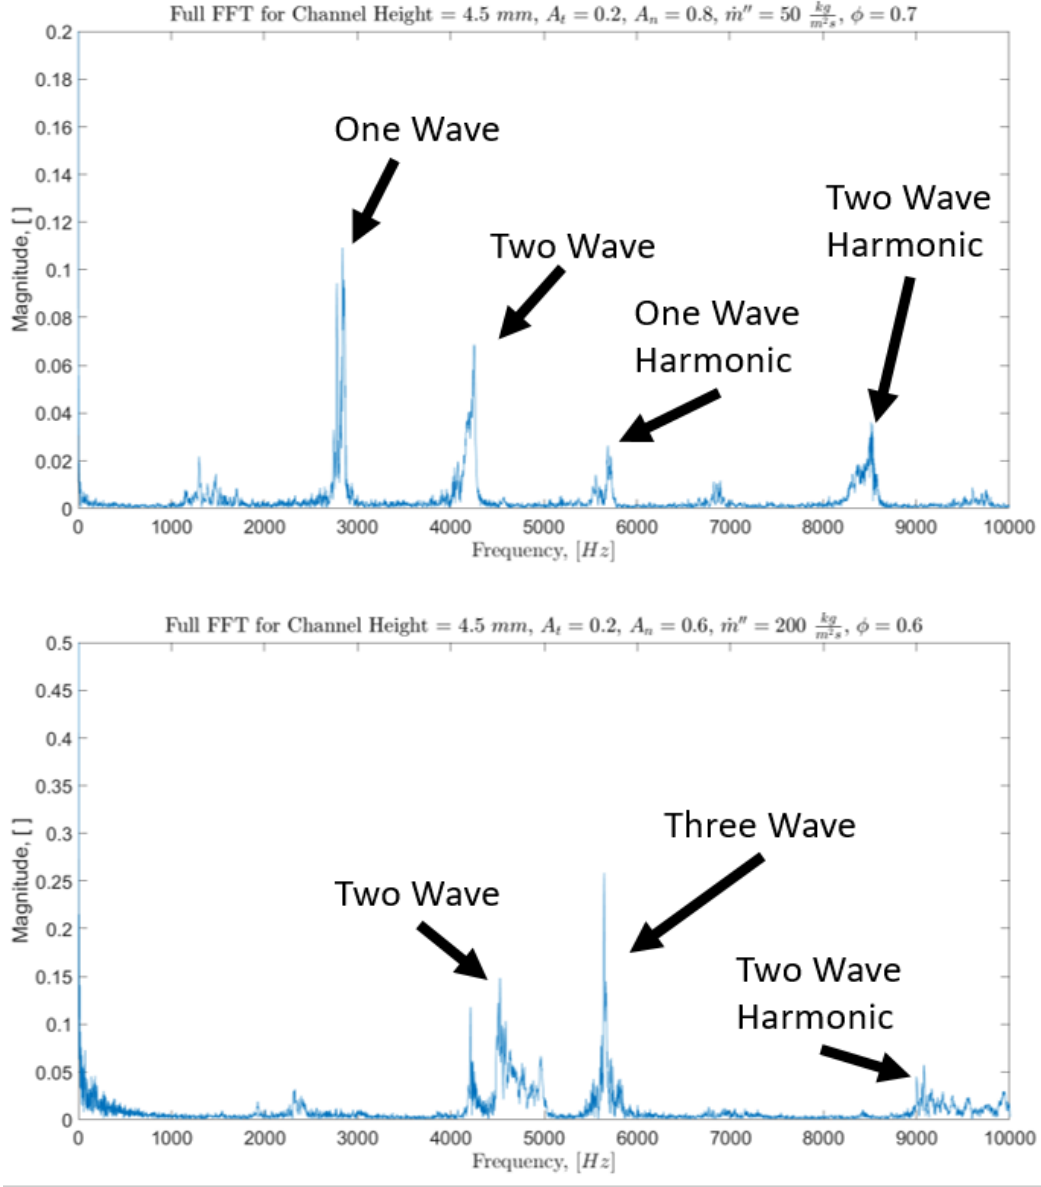 Full FFT for Channel Height = 4.5 mm, Aₜ = 0.2, Aₙ = 0.8, ṁ″ = 50 kg/m²s, ϕ = 0.7
0.2
0.18
0.16
0.14
0.12
0.1
0.08
0.06
0.04
0.02
0
Magnitude, [ ]
One Wave
Two Wave
One Wave
Harmonic
Two Wave
Harmonic
0 1000 2000 3000 4000 5000 6000 7000 8000 9000 10000
Frequency, [Hz]
Full FFT for Channel Height = 4.5 mm, Aₜ = 0.2, Aₙ = 0.6, ṁ″ = 200 kg/m²s, ϕ = 0.6
0.5
0.45
0.4
0.35
0.3
0.25
0.2
0.15
0.1
0.05
0
Magnitude, [ ]
Two Wave
Three Wave
Two Wave
Harmonic
0 1000 2000 3000 4000 5000 6000 7000 8000 9000 10000
Frequency, [Hz]